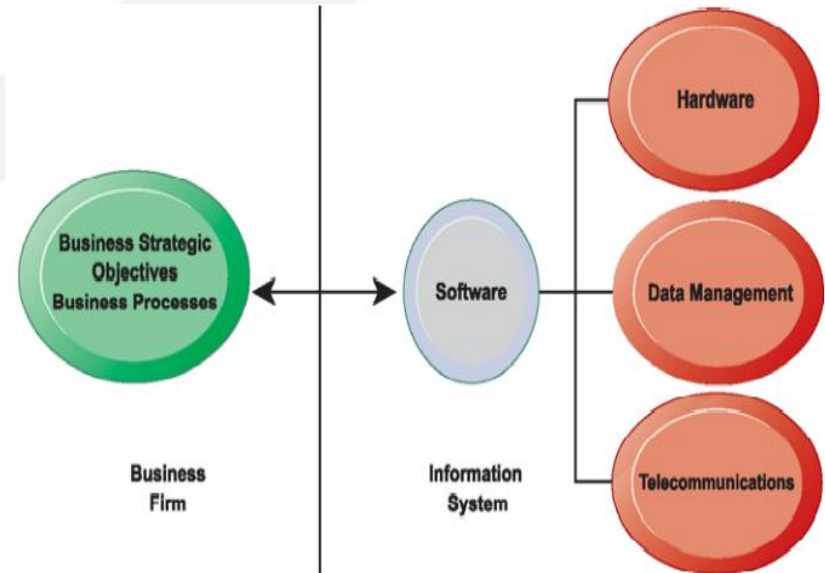 Business Strategic
Objectives
Business Processes
Business
Firm
Software
Information
System
Hardware
Data Management
Telecommunications